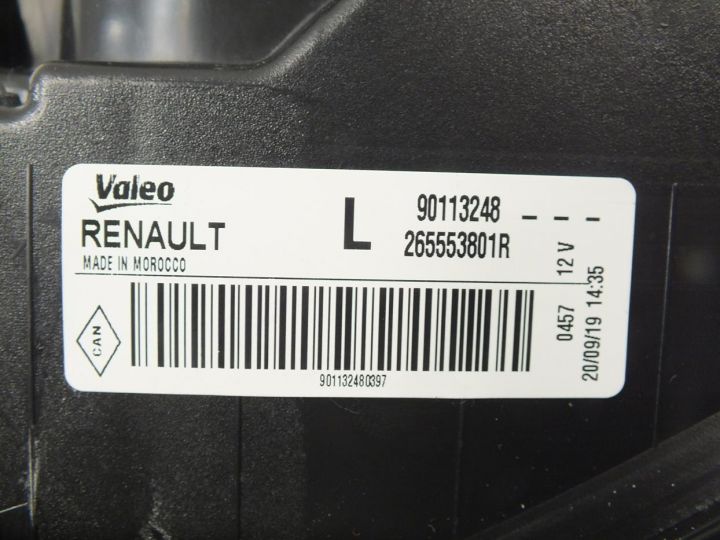 Valeo
RENAULT
MADE IN MOROCCO
L
90113248 - - -
265553801R
CAN
901132480397
0457 12 V
20/09/19 14:35